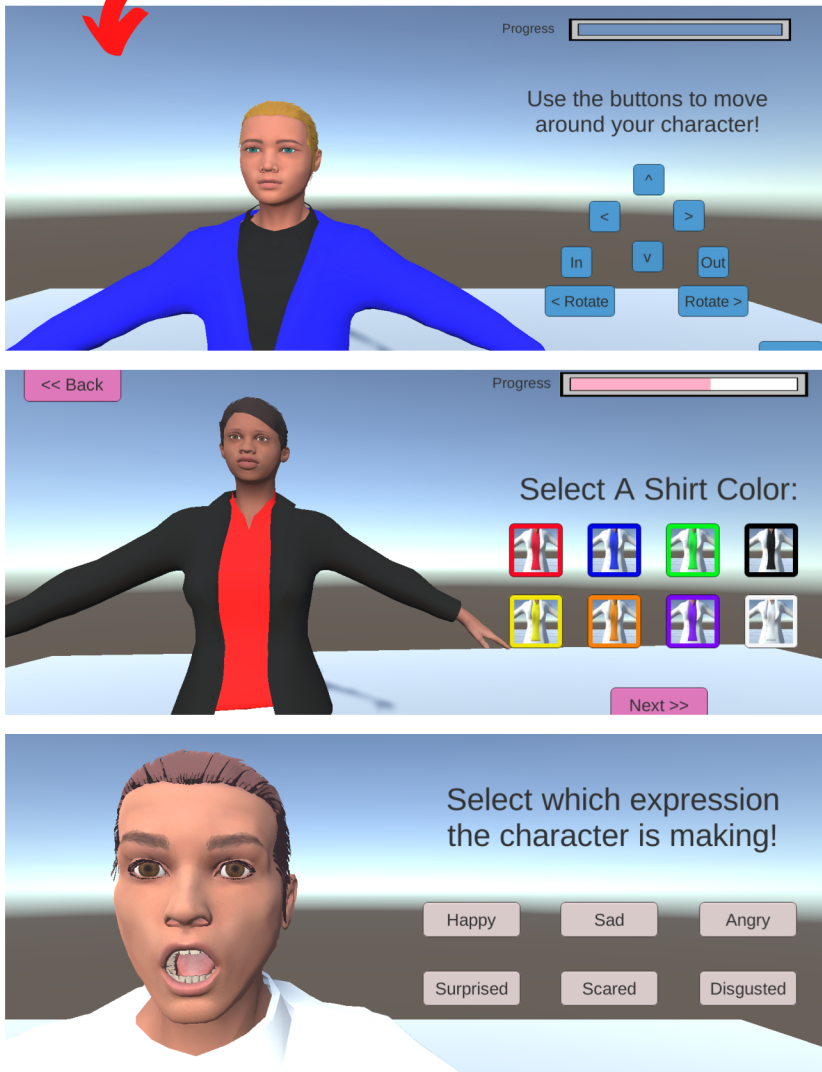 Progress
Use the buttons to move
around your character!
^
< >
In v Out
< Rotate Rotate >
<< Back
Progress
Select A Shirt Color:
Next >>
Select which expression
the character is making!
Happy Sad Angry
Surprised Scared Disgusted